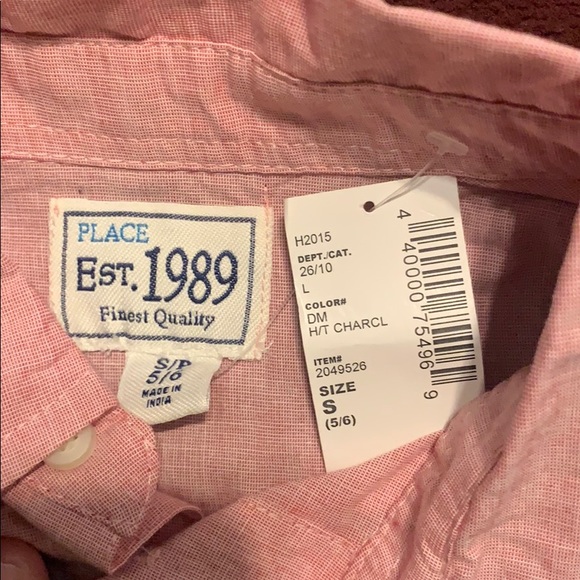 PLACE
EST. 1989
Finest Quality
S/P
5/6
MADE IN
INDIA
H2015
DEPT./CAT.
26/10
L
COLOR#
DM
H/T CHARCL
ITEM#
2049526
SIZE
S
(5/6)
4 40000 75496 9